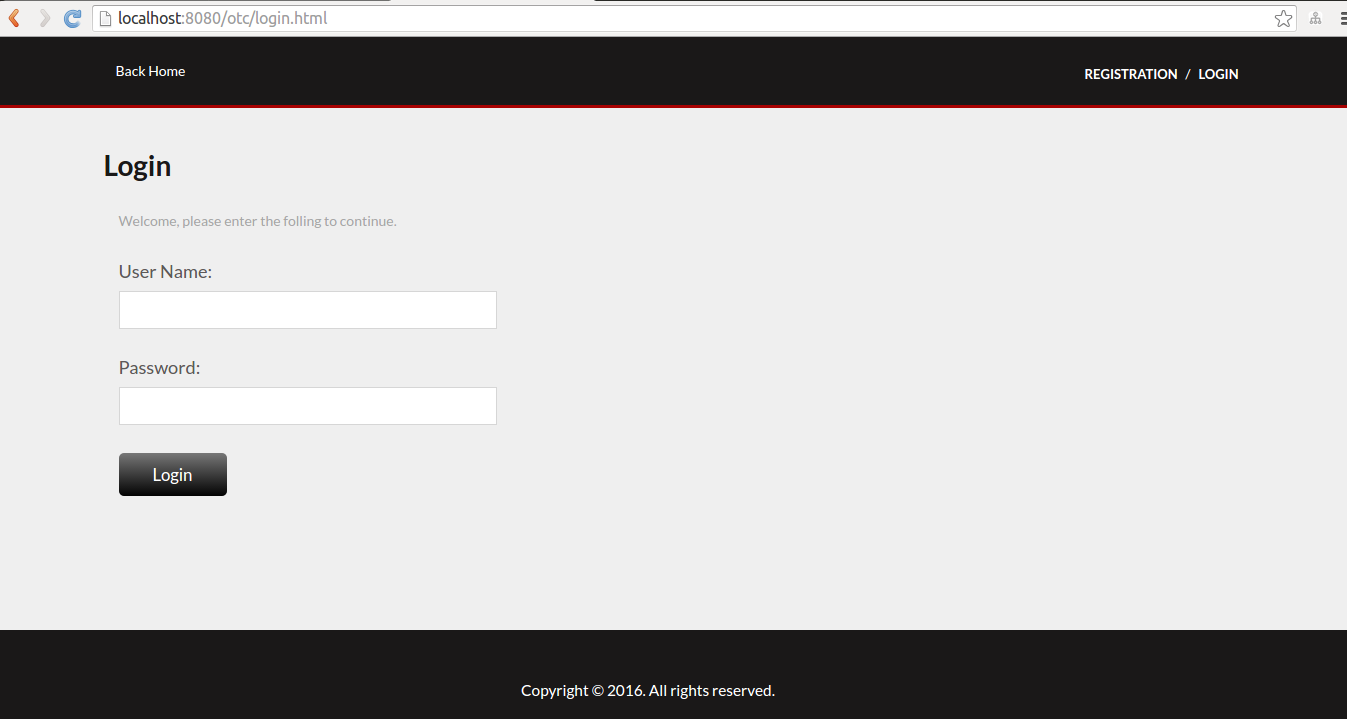 localhost:8080/otc/login.html
Back Home
REGISTRATION / LOGIN
Login
Welcome, please enter the folling to continue.
User Name:
Password:
Login
Copyright © 2016. All rights reserved.